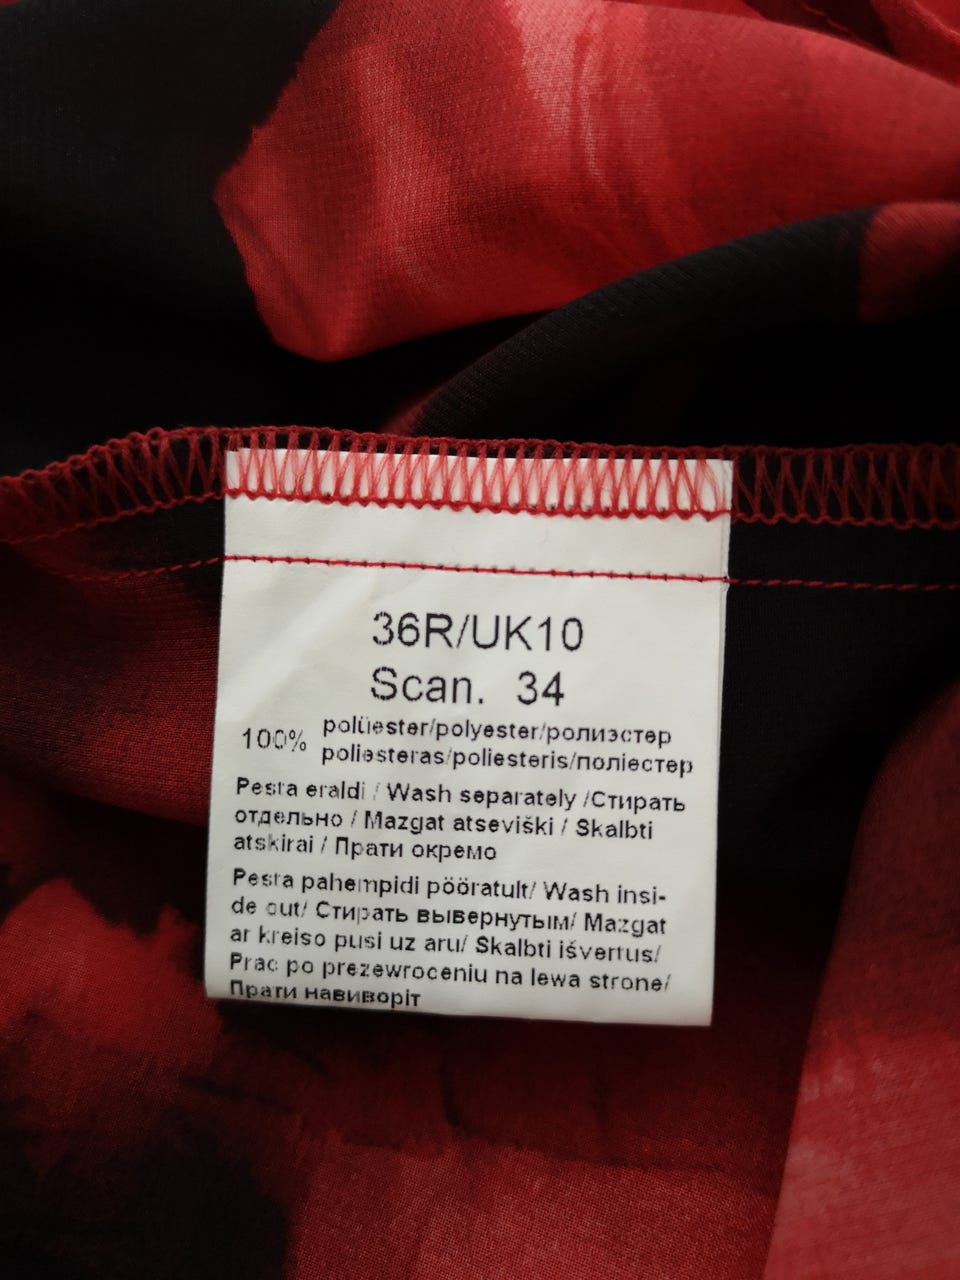 36R/UK10
Scan. 34
100% polüester/polyester/ролиэстер
poliesteras/poliesteris/поліестер
Pesta eraldi / Wash separately /Стирать
отдельно / Mazgat atseviški / Skalbti
atskirai / Прати окремо
Pesta pahempidi pööratult/ Wash insi-
de out/ Стирать вывернутым/ Mazgat
ar kreiso pusi uz aru/ Skalbti išvertus/
Prac po prezewroceniu na lewa strone/
Прати навиворіт